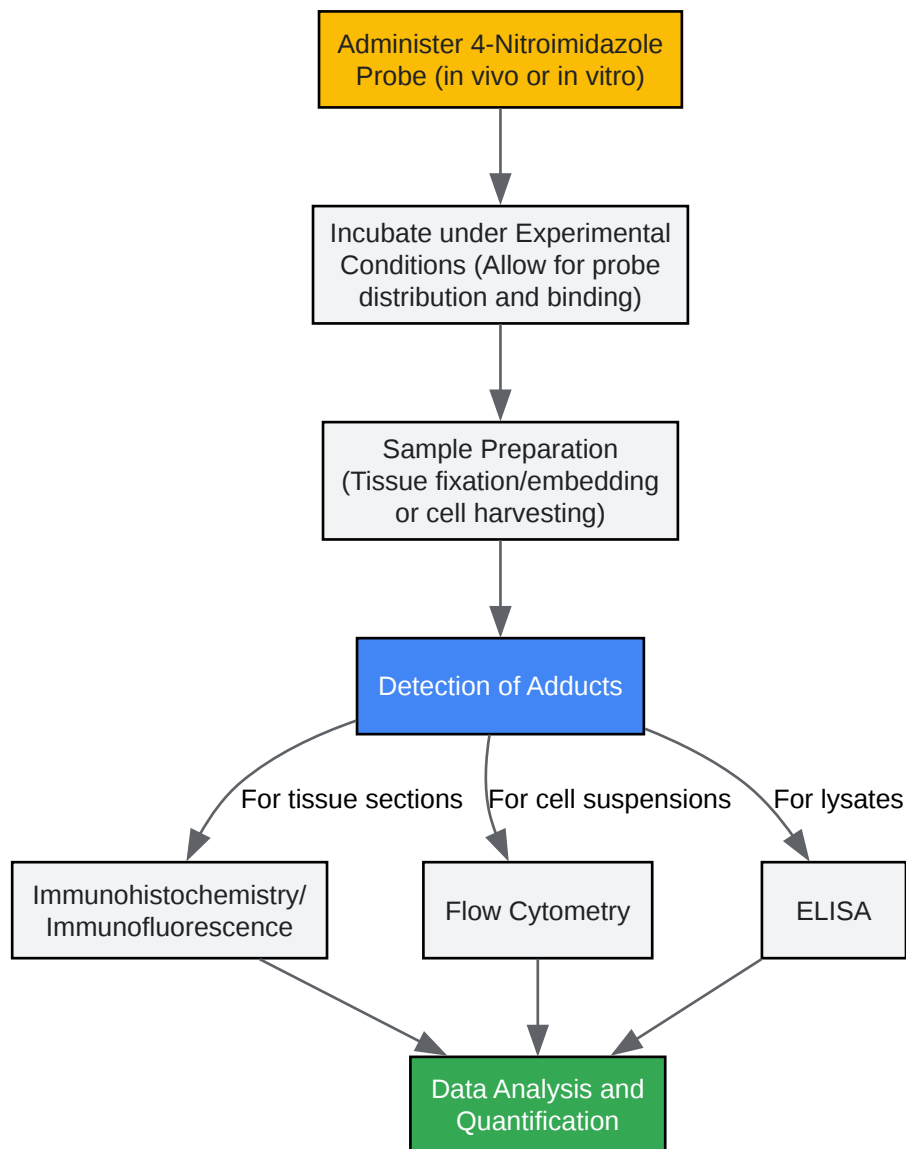 Administer 4-Nitroimidazole
Probe (in vivo or in vitro)
Incubate under Experimental
Conditions (Allow for probe
distribution and binding)
Sample Preparation
(Tissue fixation/embedding
or cell harvesting)
Detection of Adducts
For tissue sections
For cell suspensions
For lysates
Immunohistochemistry/
Immunofluorescence
Flow Cytometry
ELISA
Data Analysis and
Quantification